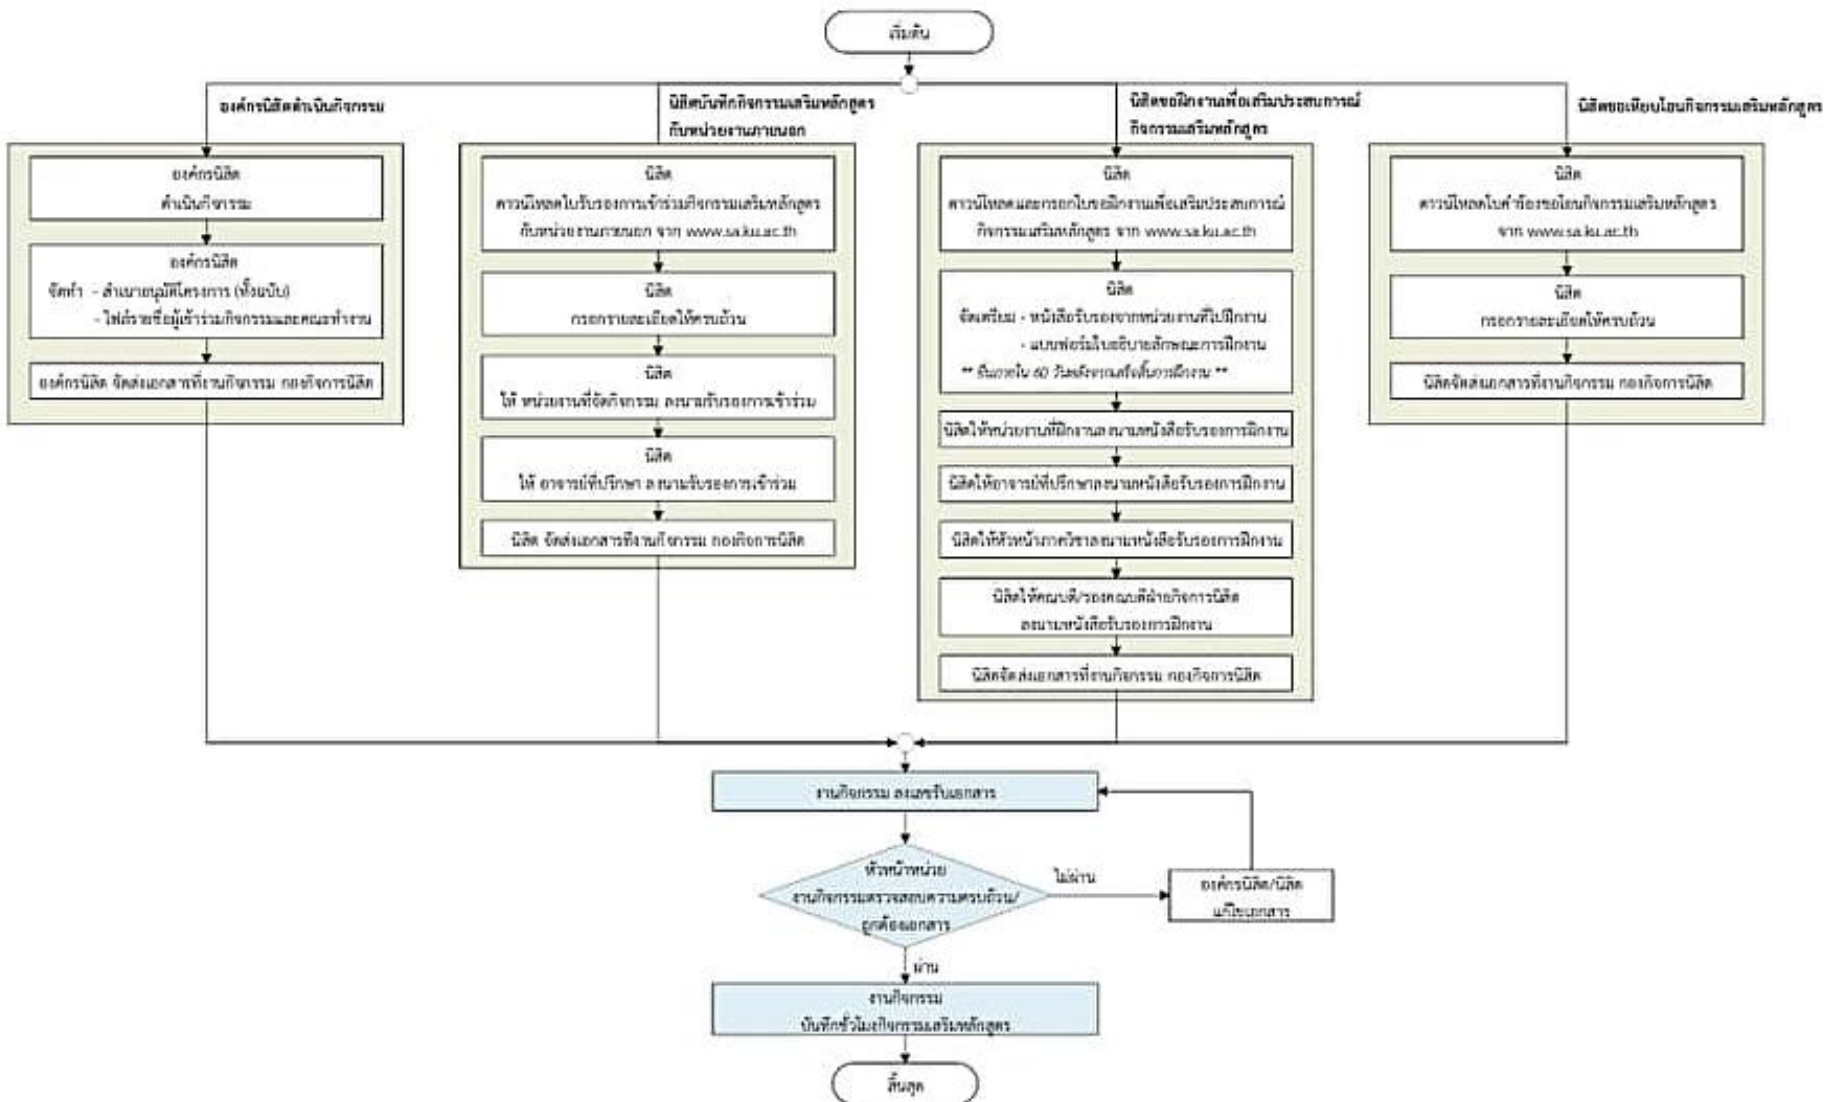 เริ่มต้น
องค์กรนิสิตดำเนินกิจกรรม
นิสิตบันทึกกิจกรรมเสริมหลักสูตร
กับหน่วยงานภายนอก
นิสิตขอฝึกงานเพื่อเสริมประสบการณ์
กิจกรรมเสริมหลักสูตร
นิสิตขอเทียบโอนกิจกรรมเสริมหลักสูตร
องค์กรนิสิต
ดำเนินกิจกรรม
องค์กรนิสิต
จัดทำ - สำเนาอนุมัติโครงการ (ทั้งฉบับ)
- ไฟล์รายชื่อผู้เข้าร่วมกิจกรรมและคณะทำงาน
องค์กรนิสิต จัดส่งเอกสารที่งานกิจกรรม กองกิจการนิสิต
นิสิต
ดาวน์โหลดใบรับรองการเข้าร่วมกิจกรรมเสริมหลักสูตร
กับหน่วยงานภายนอก จาก www.sa.ku.ac.th
นิสิต
กรอกรายละเอียดให้ครบถ้วน
นิสิต
ให้ หน่วยงานที่จัดกิจกรรม ลงนามรับรองการเข้าร่วม
นิสิต
ให้ อาจารย์ที่ปรึกษา ลงนามรับรองการเข้าร่วม
นิสิต จัดส่งเอกสารที่งานกิจกรรม กองกิจการนิสิต
นิสิต
ดาวน์โหลดและกรอกใบขอฝึกงานเพื่อเสริมประสบการณ์
กิจกรรมเสริมหลักสูตร จาก www.sa.ku.ac.th
นิสิต
จัดเตรียม - หนังสือรับรองจากหน่วยงานที่ไปฝึกงาน
- แบบฟอร์มใบอธิบายลักษณะการฝึกงาน
** ยื่นภายใน 60 วันหลังจากเสร็จสิ้นการฝึกงาน **
นิสิตให้หน่วยงานที่ฝึกงานลงนามหนังสือรับรองการฝึกงาน
นิสิตให้อาจารย์ที่ปรึกษาลงนามหนังสือรับรองการฝึกงาน
นิสิตให้หัวหน้าภาควิชาลงนามหนังสือรับรองการฝึกงาน
นิสิตให้คณบดี/รองคณบดีฝ่ายกิจการนิสิต
ลงนามหนังสือรับรองการฝึกงาน
นิสิตจัดส่งเอกสารที่งานกิจกรรม กองกิจการนิสิต
นิสิต
ดาวน์โหลดใบคำร้องขอโอนกิจกรรมเสริมหลักสูตร
จาก www.sa.ku.ac.th
นิสิต
กรอกรายละเอียดให้ครบถ้วน
นิสิตจัดส่งเอกสารที่งานกิจกรรม กองกิจการนิสิต
งานกิจกรรม ลงเลขรับเอกสาร
หัวหน้าหน่วย
งานกิจกรรมตรวจสอบความครบถ้วน/
ถูกต้องเอกสาร
ไม่ผ่าน
องค์กรนิสิต/นิสิต
แก้ไขเอกสาร
ผ่าน
งานกิจกรรม
บันทึกชั่วโมงกิจกรรมเสริมหลักสูตร
สิ้นสุด